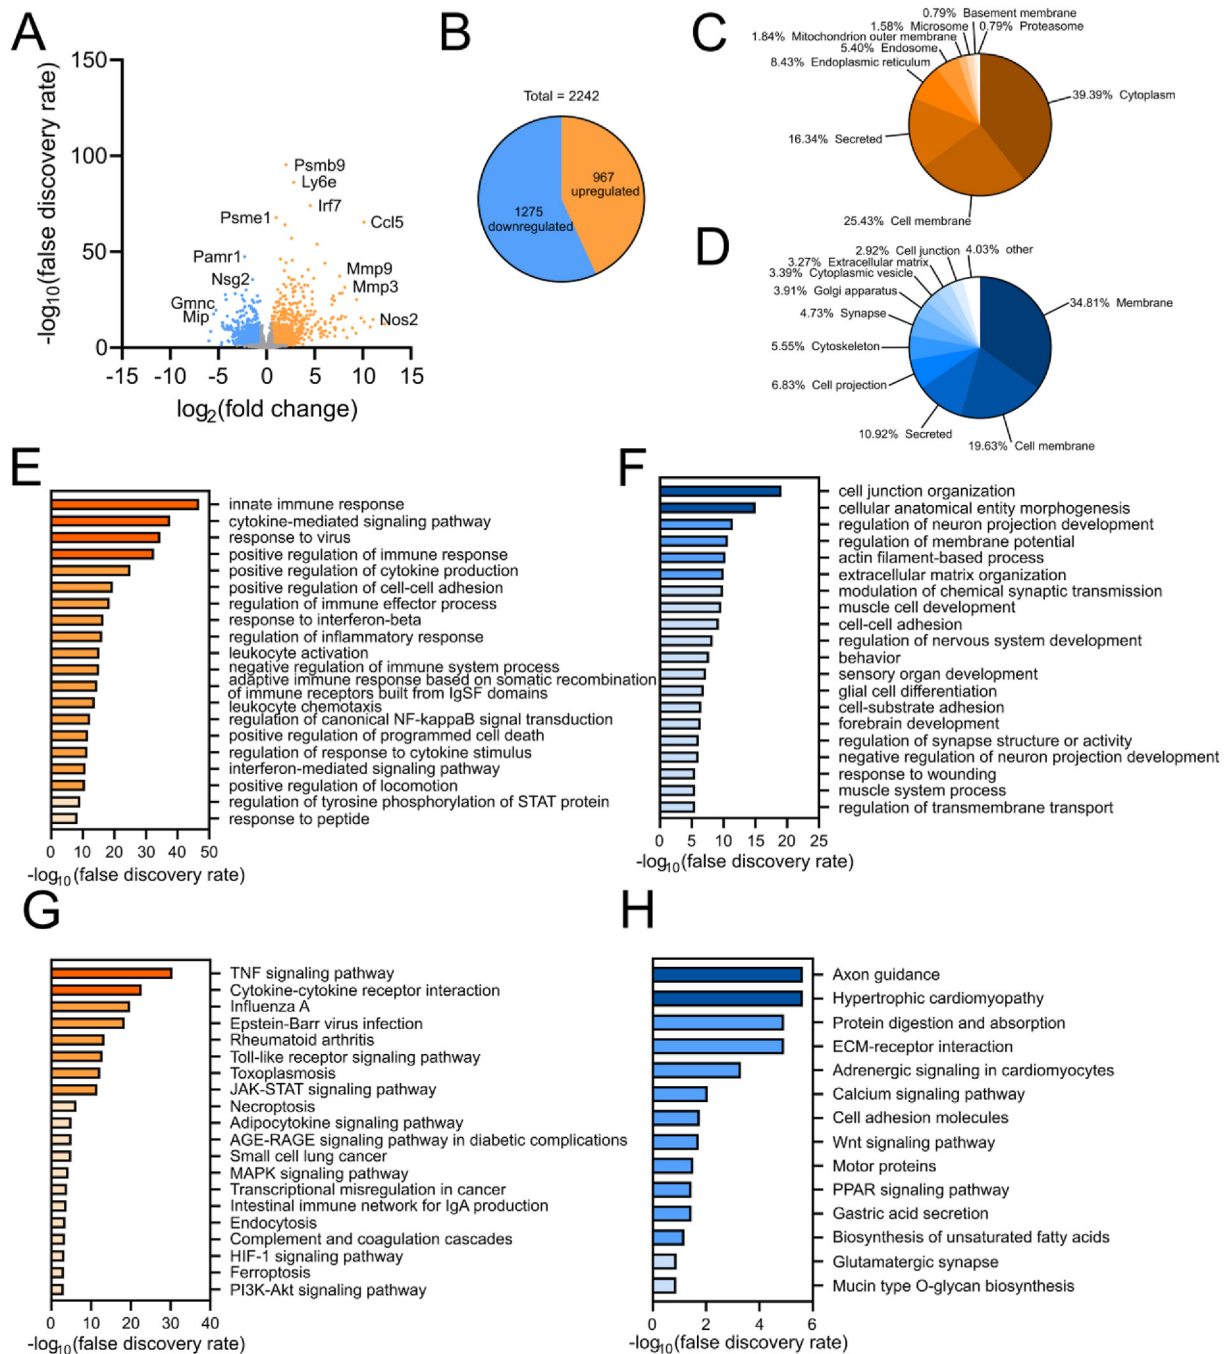 A
150
100
50
0
-log10(false discovery rate)
Psmb9
Ly6e
Irf7
Psme1
Ccl5
Pamr1
Nsg2
Mmp9
Mmp3
Gmnc
Mip
Nos2
-15 -10 -5 0 5 10 15
log2(fold change)
B
Total = 2242
967
upregulated
1275
downregulated
C
0.79% Basement membrane
1.58% Microsome
0.79% Proteasome
1.84% Mitochondrion outer membrane
5.40% Endosome
8.43% Endoplasmic reticulum
39.39% Cytoplasm
16.34% Secreted
25.43% Cell membrane
D
2.92% Cell junction
4.03% other
3.27% Extracellular matrix
3.39% Cytoplasmic vesicle
3.91% Golgi apparatus
34.81% Membrane
4.73% Synapse
5.55% Cytoskeleton
6.83% Cell projection
10.92% Secreted
19.63% Cell membrane
E
innate immune response
cytokine-mediated signaling pathway
response to virus
positive regulation of immune response
positive regulation of cytokine production
positive regulation of cell-cell adhesion
regulation of immune effector process
response to interferon-beta
regulation of inflammatory response
leukocyte activation
negative regulation of immune system process
adaptive immune response based on somatic recombination
of immune receptors built from IgSF domains
leukocyte chemotaxis
regulation of canonical NF-kappaB signal transduction
positive regulation of programmed cell death
regulation of response to cytokine stimulus
interferon-mediated signaling pathway
positive regulation of locomotion
regulation of tyrosine phosphorylation of STAT protein
response to peptide
0 10 20 30 40 50
-log10(false discovery rate)
F
cell junction organization
cellular anatomical entity morphogenesis
regulation of neuron projection development
regulation of membrane potential
actin filament-based process
extracellular matrix organization
modulation of chemical synaptic transmission
muscle cell development
cell-cell adhesion
regulation of nervous system development
behavior
sensory organ development
glial cell differentiation
cell-substrate adhesion
forebrain development
regulation of synapse structure or activity
negative regulation of neuron projection development
response to wounding
muscle system process
regulation of transmembrane transport
0 5 10 15 20 25
-log10(false discovery rate)
G
TNF signaling pathway
Cytokine-cytokine receptor interaction
Influenza A
Epstein-Barr virus infection
Rheumatoid arthritis
Toll-like receptor signaling pathway
Toxoplasmosis
JAK-STAT signaling pathway
Necroptosis
Adipocytokine signaling pathway
AGE-RAGE signaling pathway in diabetic complications
Small cell lung cancer
MAPK signaling pathway
Transcriptional misregulation in cancer
Intestinal immune network for IgA production
Endocytosis
Complement and coagulation cascades
HIF-1 signaling pathway
Ferroptosis
PI3K-Akt signaling pathway
0 10 20 30 40
-log10(false discovery rate)
H
Axon guidance
Hypertrophic cardiomyopathy
Protein digestion and absorption
ECM-receptor interaction
Adrenergic signaling in cardiomyocytes
Calcium signaling pathway
Cell adhesion molecules
Wnt signaling pathway
Motor proteins
PPAR signaling pathway
Gastric acid secretion
Biosynthesis of unsaturated fatty acids
Glutamatergic synapse
Mucin type O-glycan biosynthesis
0 2 4 6
-log10(false discovery rate)